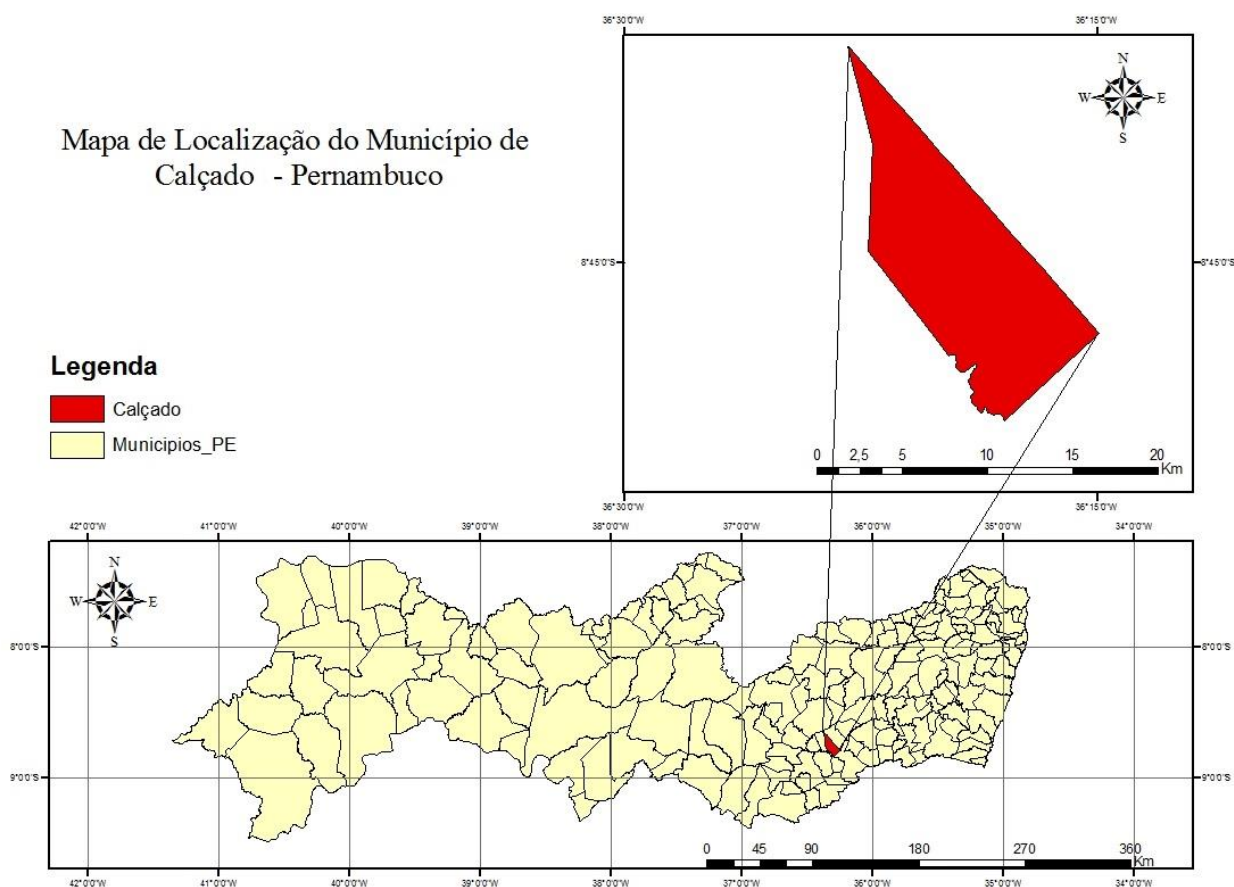 36°30'0"W 36°15'0"W
N
W E
S
Mapa de Localização do Município de
Calçado - Pernambuco
8°45'0"S 8°45'0"S
Legenda
Calçado
Municipios_PE
0 2,5 5 10 15 20
Km
36°30'0"W 36°15'0"W
42°0'0"W 41°0'0"W 40°0'0"W 39°0'0"W 38°0'0"W 37°0'0"W 36°0'0"W 35°0'0"W 34°0'0"W
N
W E
S
8°0'0"S 8°0'0"S
9°0'0"S 9°0'0"S
0 45 90 180 270 360
Km
42°0'0"W 41°0'0"W 40°0'0"W 39°0'0"W 38°0'0"W 37°0'0"W 36°0'0"W 35°0'0"W 34°0'0"W